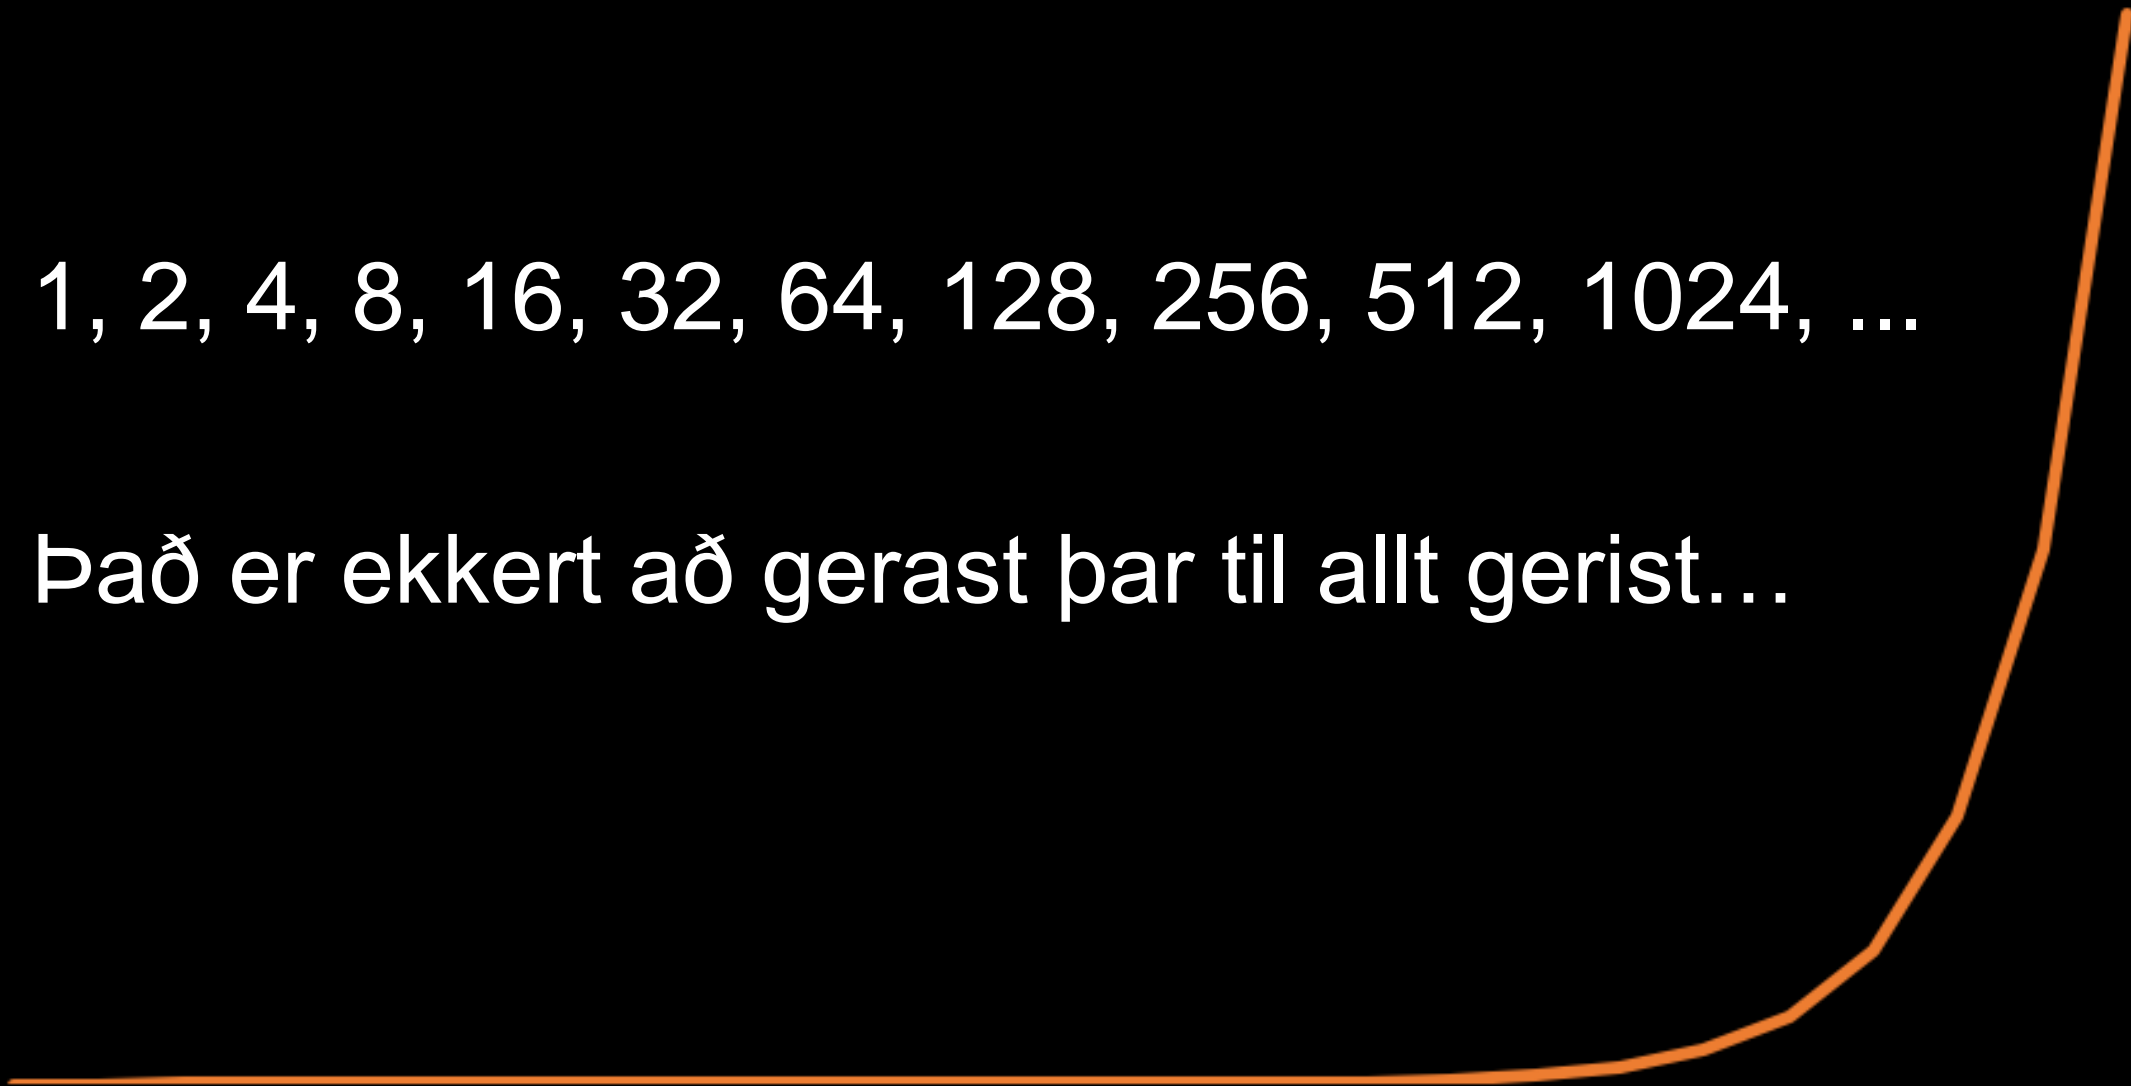 1, 2, 4, 8, 16, 32, 64, 128, 256, 512, 1024, ...
Það er ekkert að gerast þar til allt gerist…